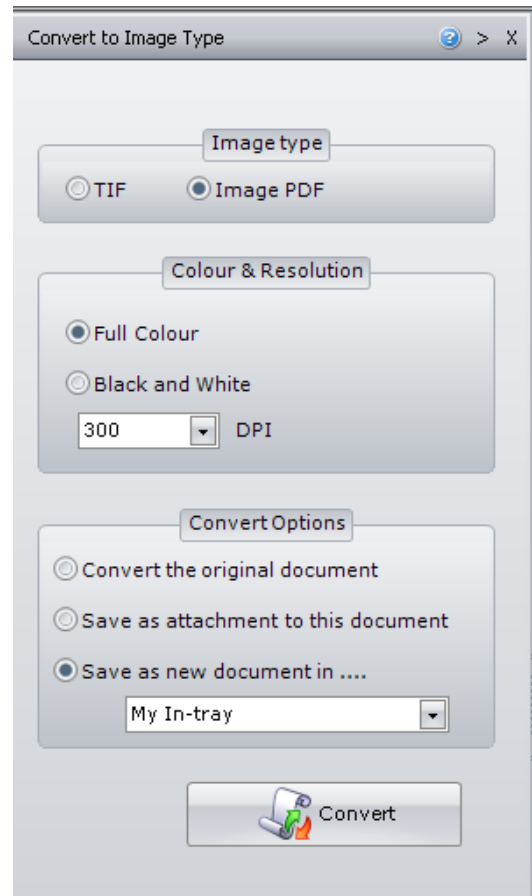 Convert to Image Type ? > X
Image type
TIF Image PDF
Colour & Resolution
Full Colour
Black and White
300 DPI
Convert Options
Convert the original document
Save as attachment to this document
Save as new document in ....
My In-tray
Convert